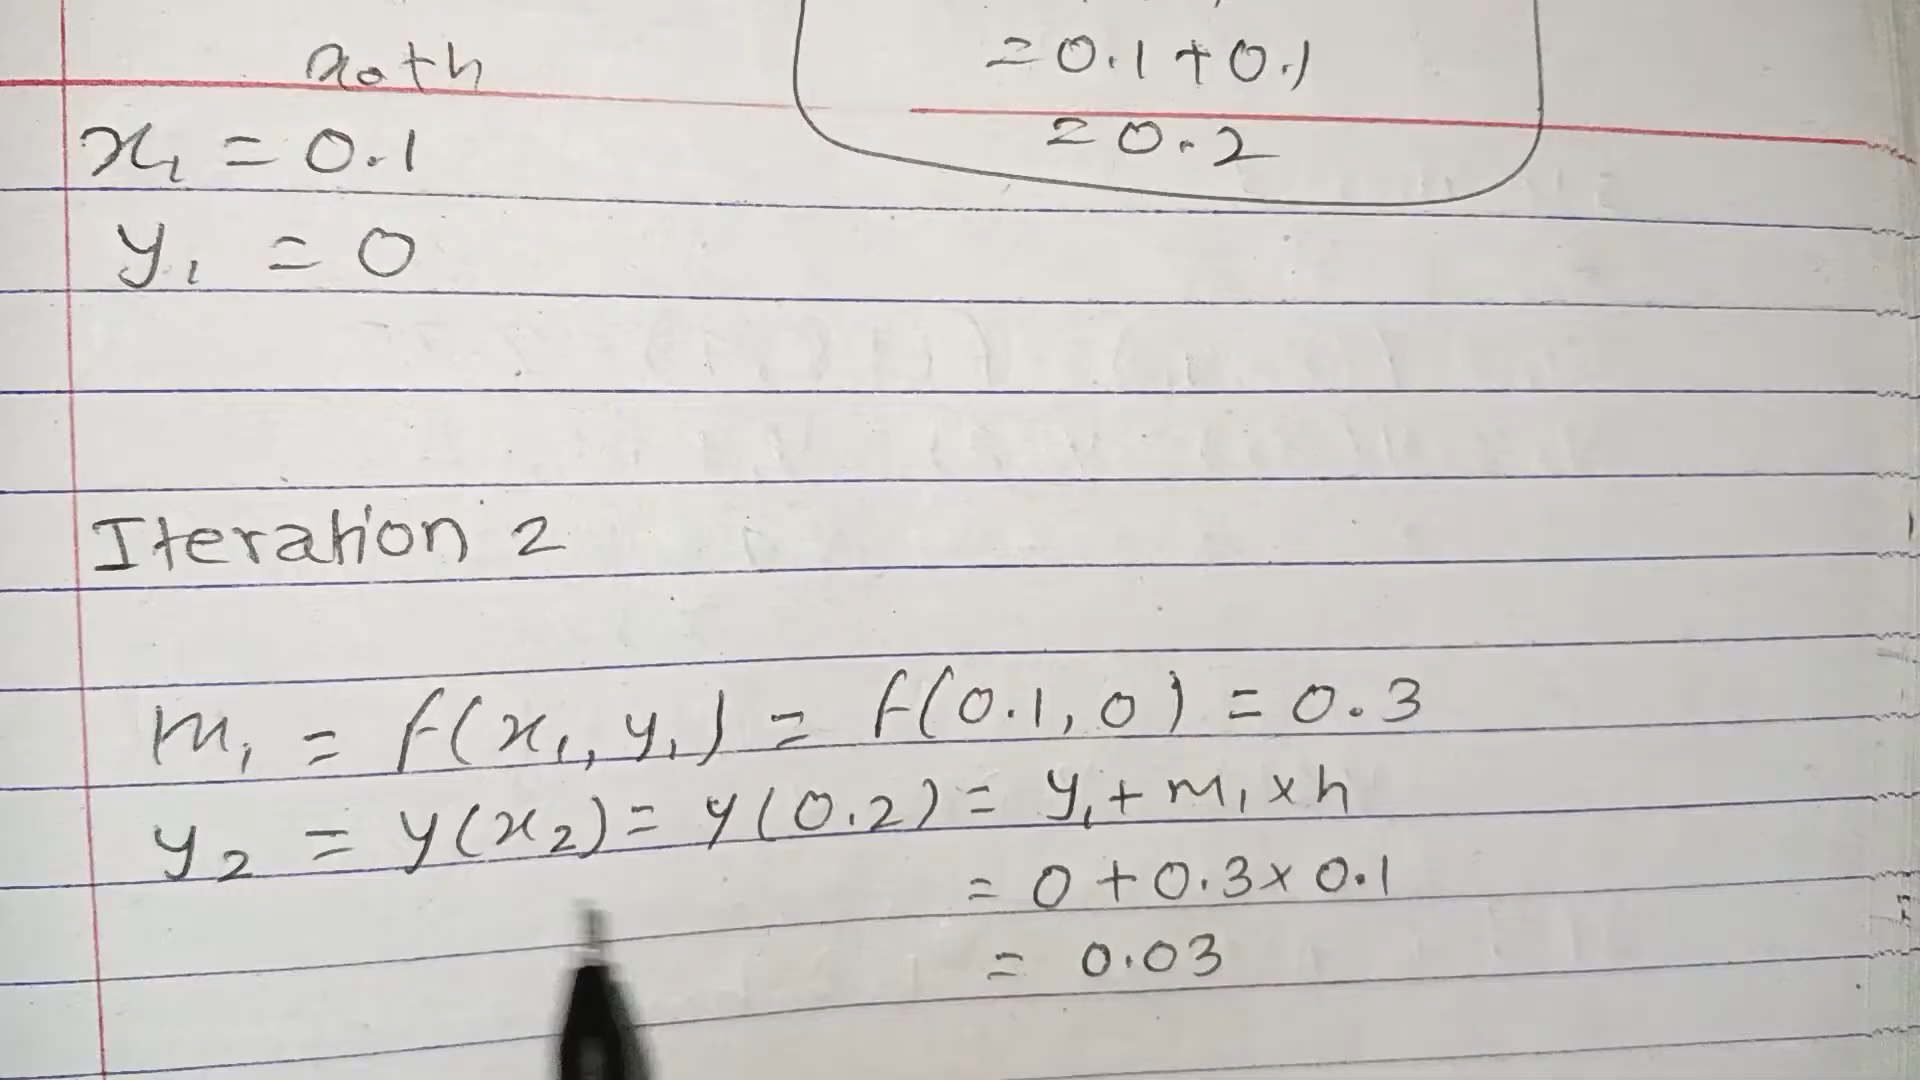 x₀+h
= 0.1 + 0.1
x₁ = 0.1
= 0.2
y₁ = 0
Iteration 2
m₁ = f(x₁, y₁) = f(0.1, 0) = 0.3
y₂ = y(x₂) = y(0.2) = y₁ + m₁ × h
= 0 + 0.3 × 0.1
= 0.03